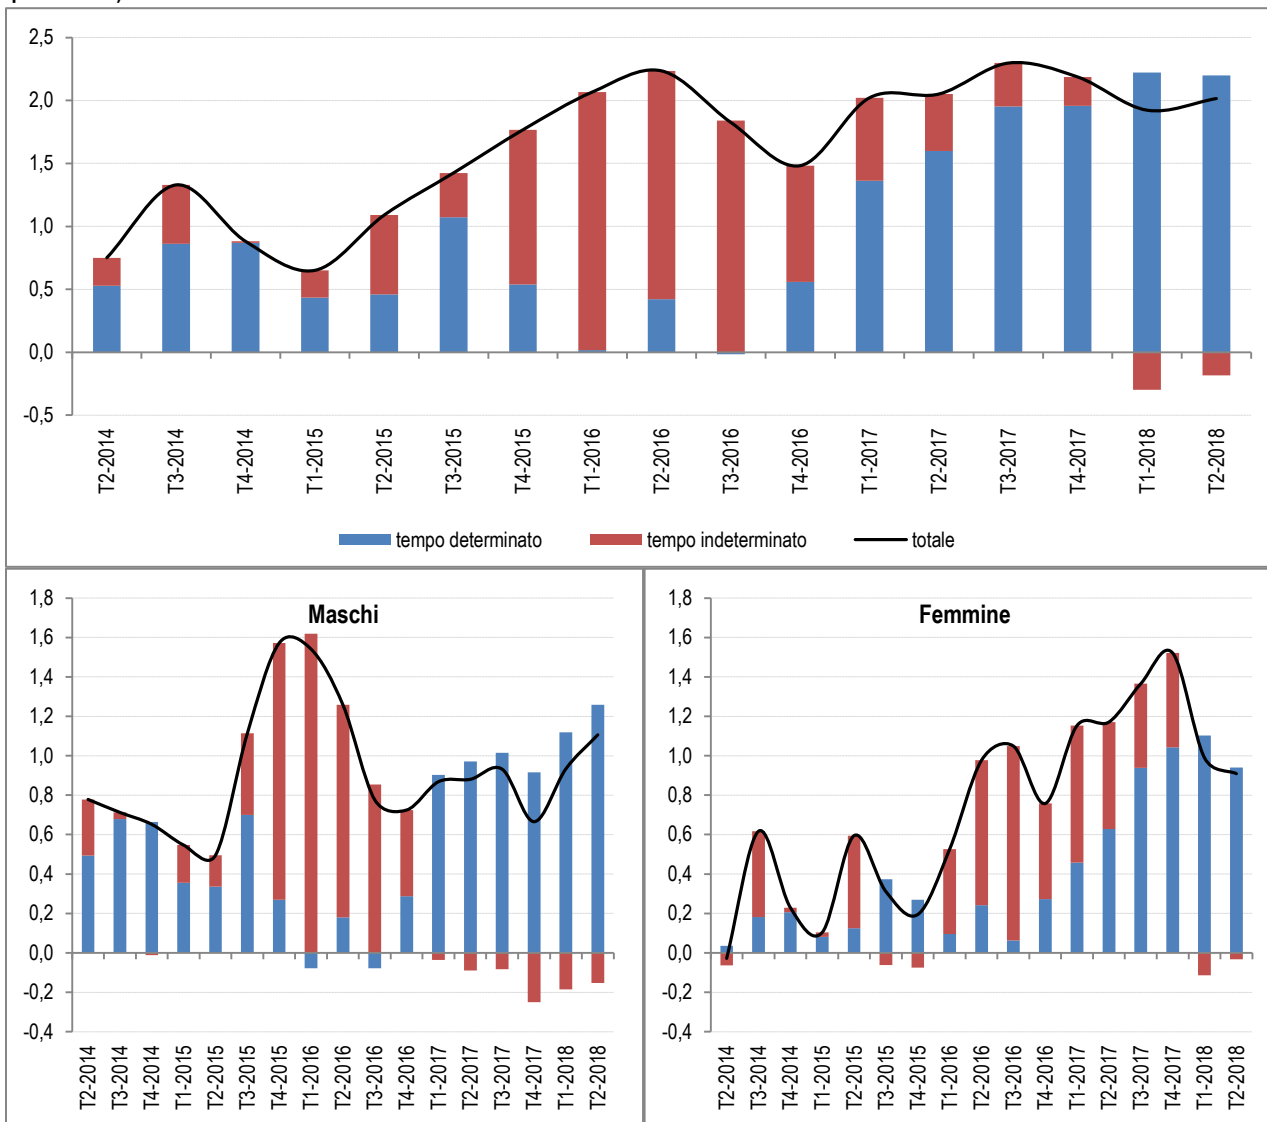 2,5
2,0
1,5
1,0
0,5
0,0
-0,5
T2-2014
T3-2014
T4-2014
T1-2015
T2-2015
T3-2015
T4-2015
T1-2016
T2-2016
T3-2016
T4-2016
T1-2017
T2-2017
T3-2017
T4-2017
T1-2018
T2-2018
tempo determinato
tempo indeterminato
totale
Maschi
1,8
1,6
1,4
1,2
1,0
0,8
0,6
0,4
0,2
0,0
-0,2
-0,4
T2-2014
T3-2014
T4-2014
T1-2015
T2-2015
T3-2015
T4-2015
T1-2016
T2-2016
T3-2016
T4-2016
T1-2017
T2-2017
T3-2017
T4-2017
T1-2018
T2-2018
Femmine
1,8
1,6
1,4
1,2
1,0
0,8
0,6
0,4
0,2
0,0
-0,2
-0,4
T2-2014
T3-2014
T4-2014
T1-2015
T2-2015
T3-2015
T4-2015
T1-2016
T2-2016
T3-2016
T4-2016
T1-2017
T2-2017
T3-2017
T4-2017
T1-2018
T2-2018